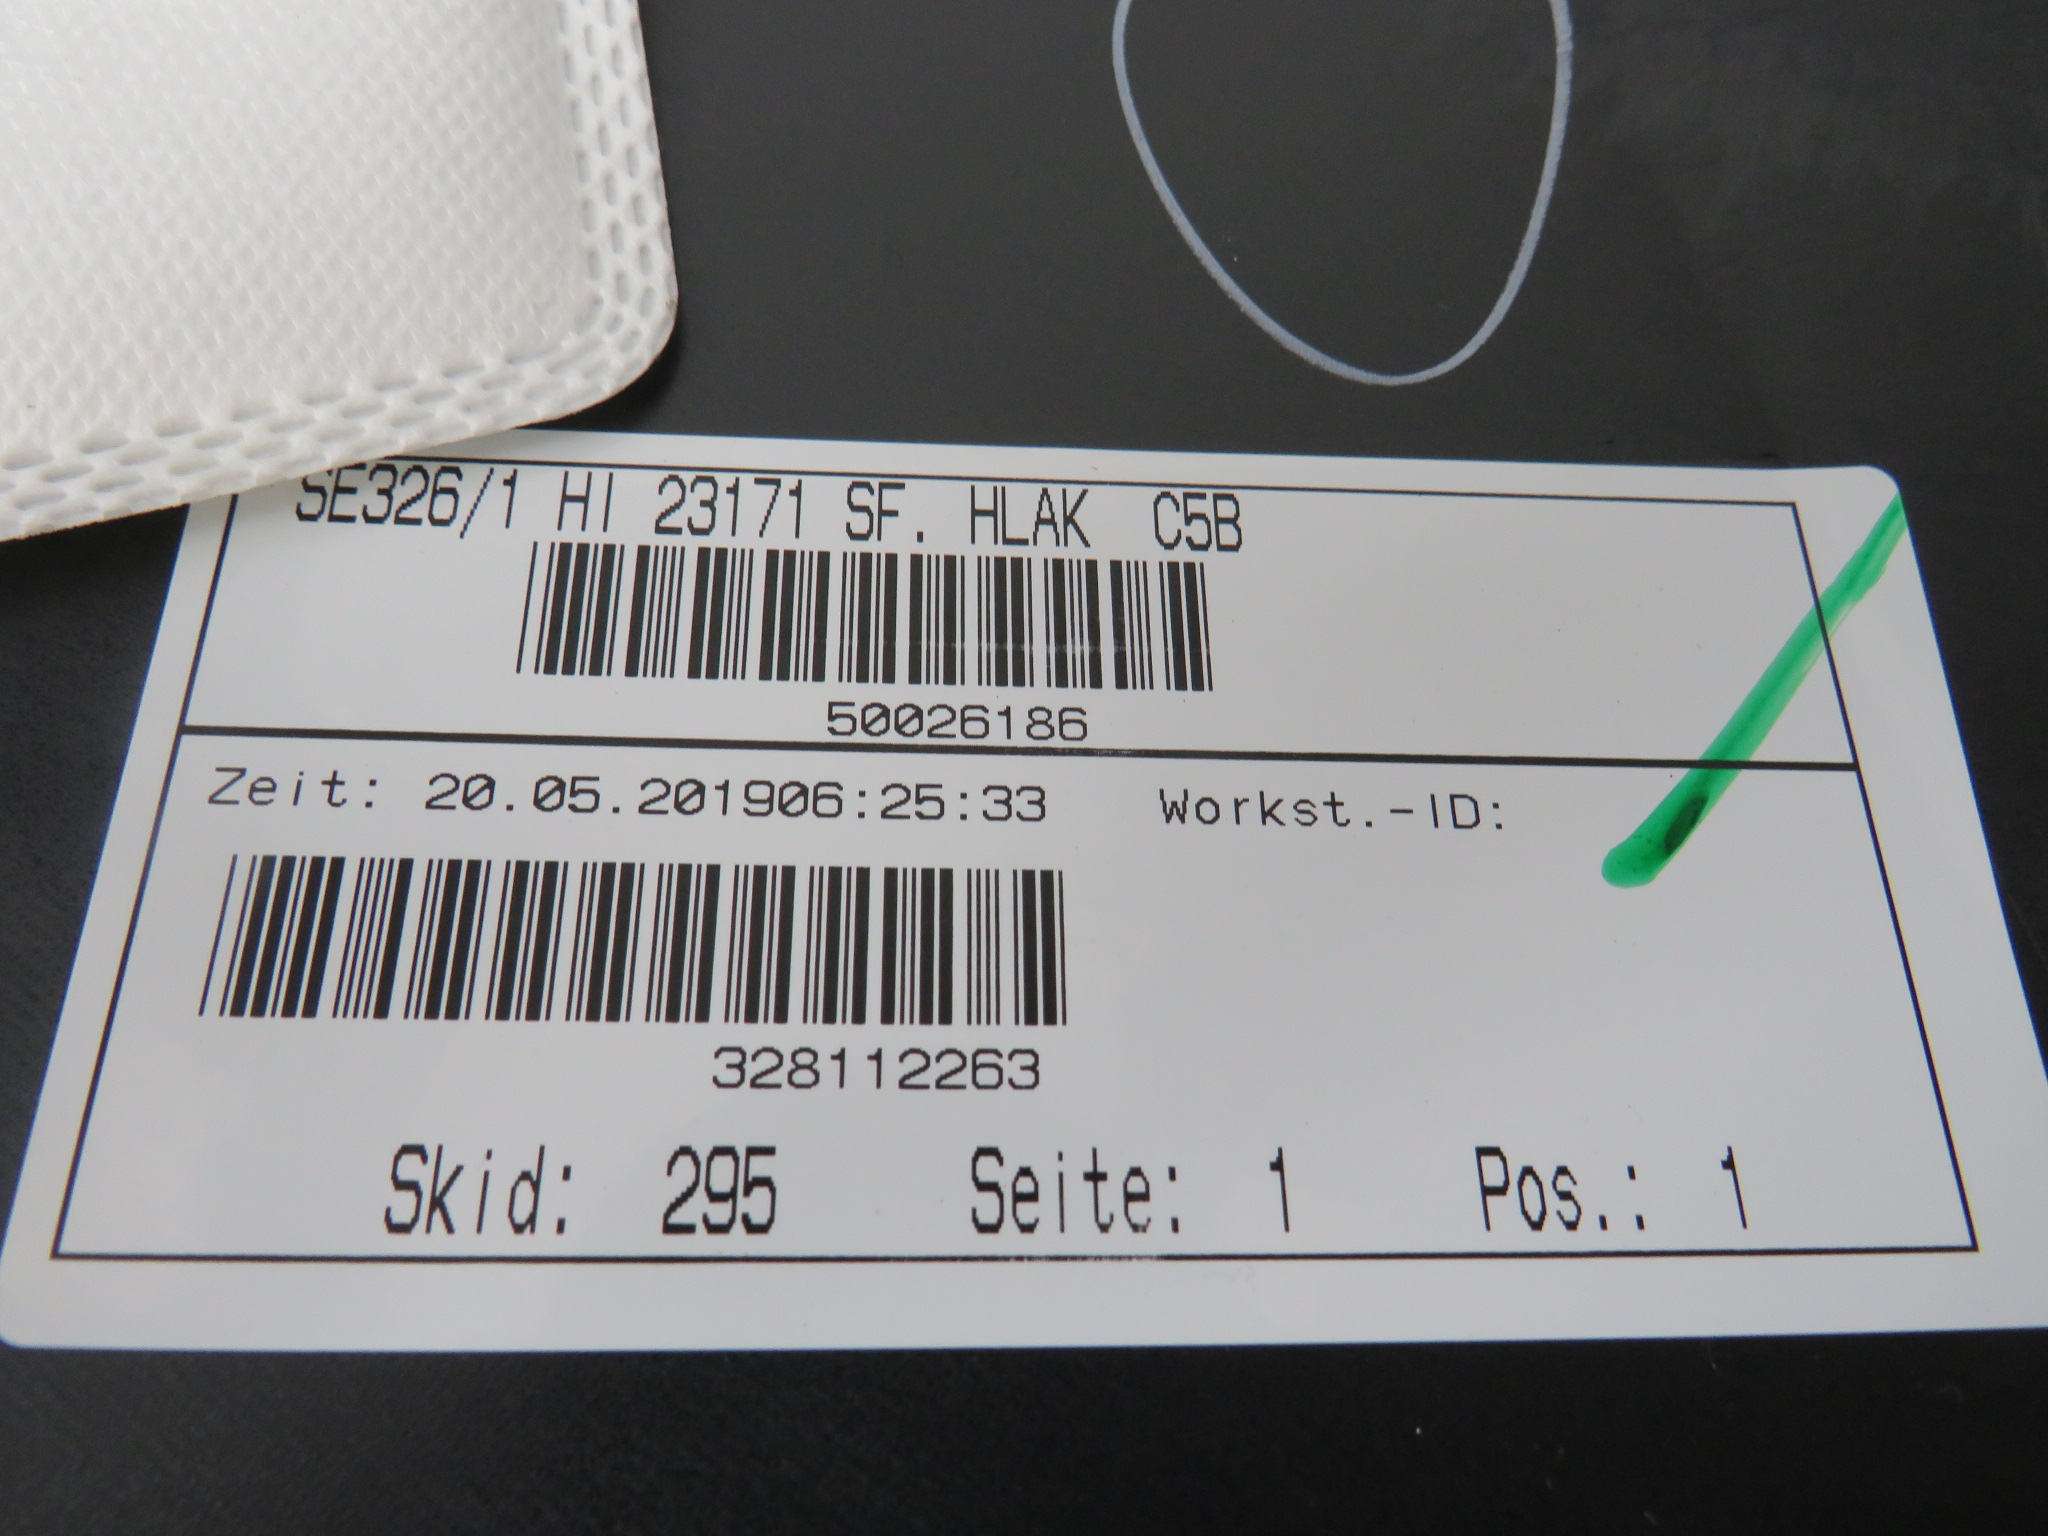 SE326/1 HI 23171 SF. HLAK C5B
50026186
Zeit: 20.05.201906:25:33 Workst.-ID:
328112263
Skid: 295 Seite: 1 Pos.: 1